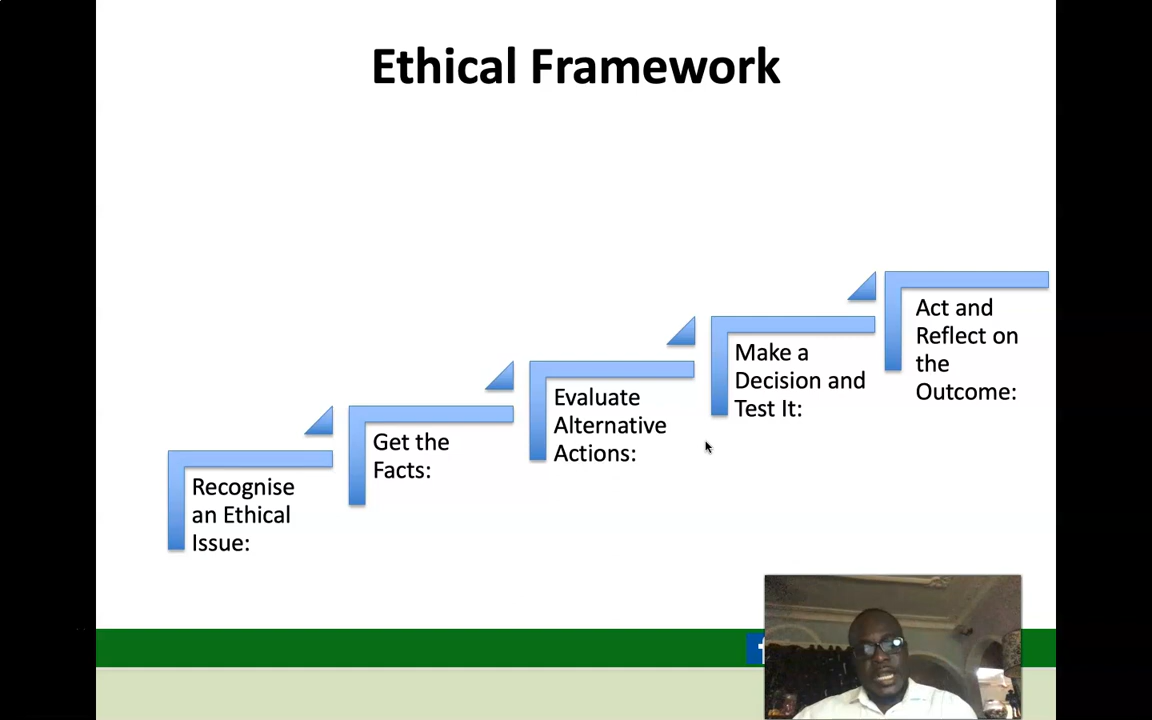 Ethical Framework
Recognise
an Ethical
Issue:
Get the
Facts:
Evaluate
Alternative
Actions:
Make a
Decision and
Test It:
Act and
Reflect on
the
Outcome: